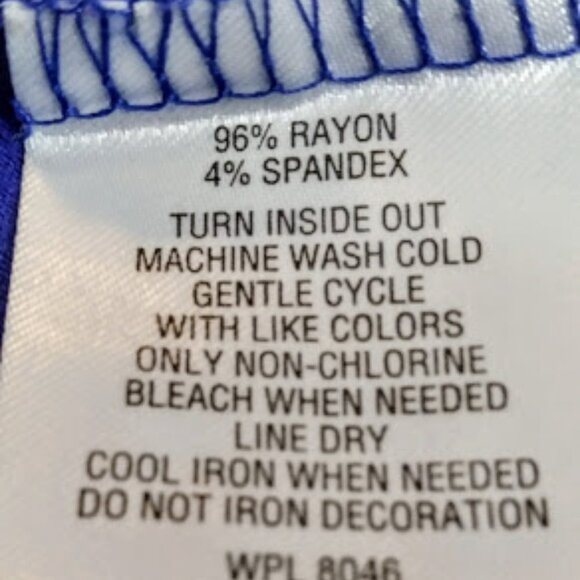 96% RAYON
4% SPANDEX
TURN INSIDE OUT
MACHINE WASH COLD
GENTLE CYCLE
WITH LIKE COLORS
ONLY NON-CHLORINE
BLEACH WHEN NEEDED
LINE DRY
COOL IRON WHEN NEEDED
DO NOT IRON DECORATION
WPL 8046